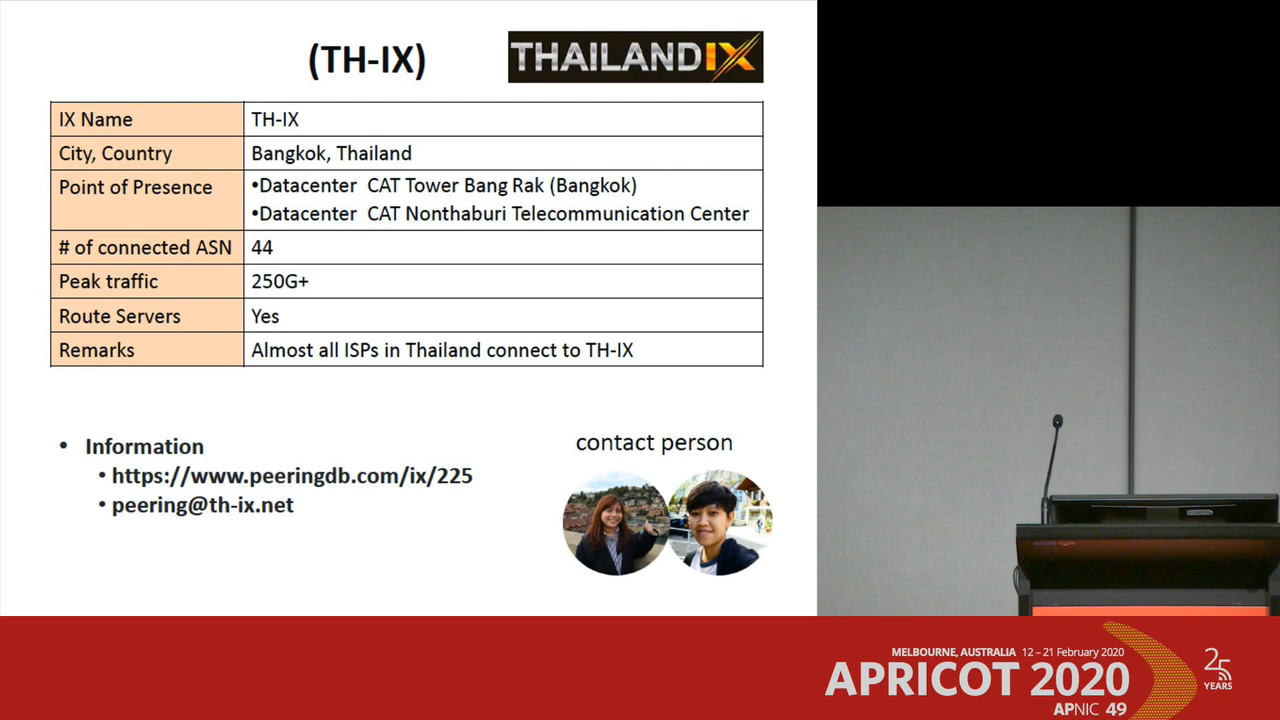 (TH-IX)
THAILANDIX
IX Name TH-IX
City, Country Bangkok, Thailand
Point of Presence •Datacenter CAT Tower Bang Rak (Bangkok)
•Datacenter CAT Nonthaburi Telecommunication Center
# of connected ASN 44
Peak traffic 250G+
Route Servers Yes
Remarks Almost all ISPs in Thailand connect to TH-IX
• Information
• https://www.peeringdb.com/ix/225
• peering@th-ix.net
contact person
MELBOURNE, AUSTRALIA 12 – 21 February 2020
APRICOT 2020
APNIC 49
25
YEARS